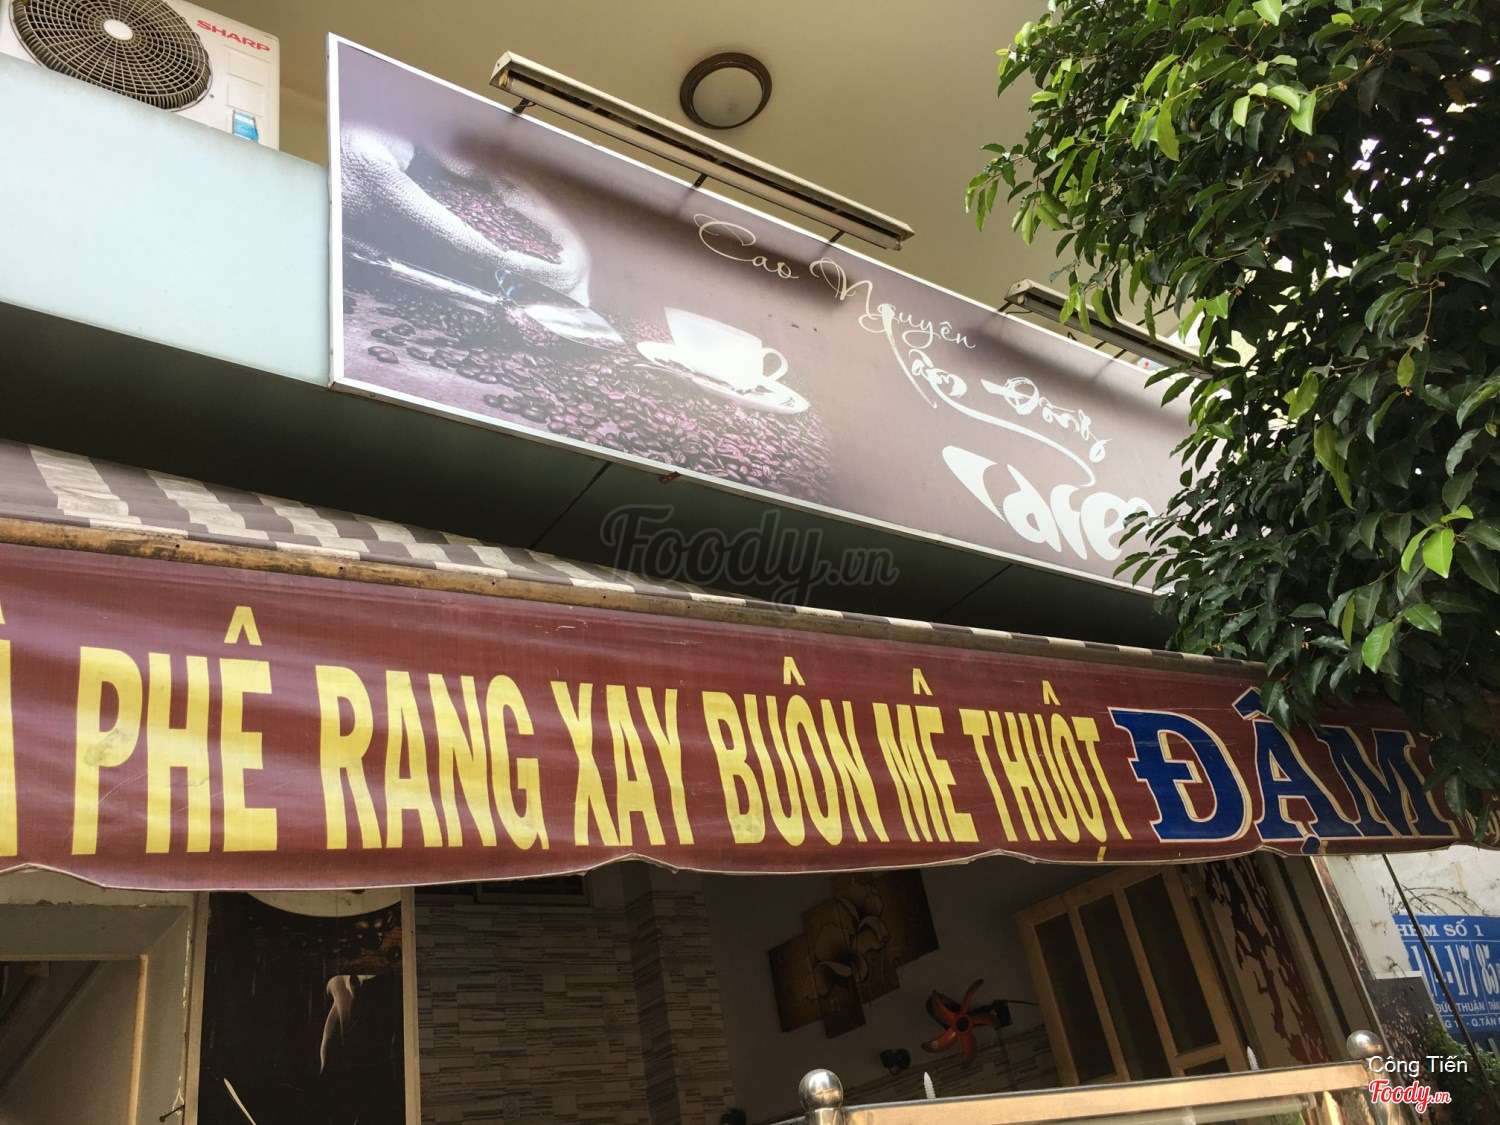 SHARP
Cao Nguyên
Lâm Đồng
Foody.vn
PHÊ RANG XAY BUÔN MÊ THUỘT ĐẬM
HẺM SỐ 1
Công Tiến
Foody.vn